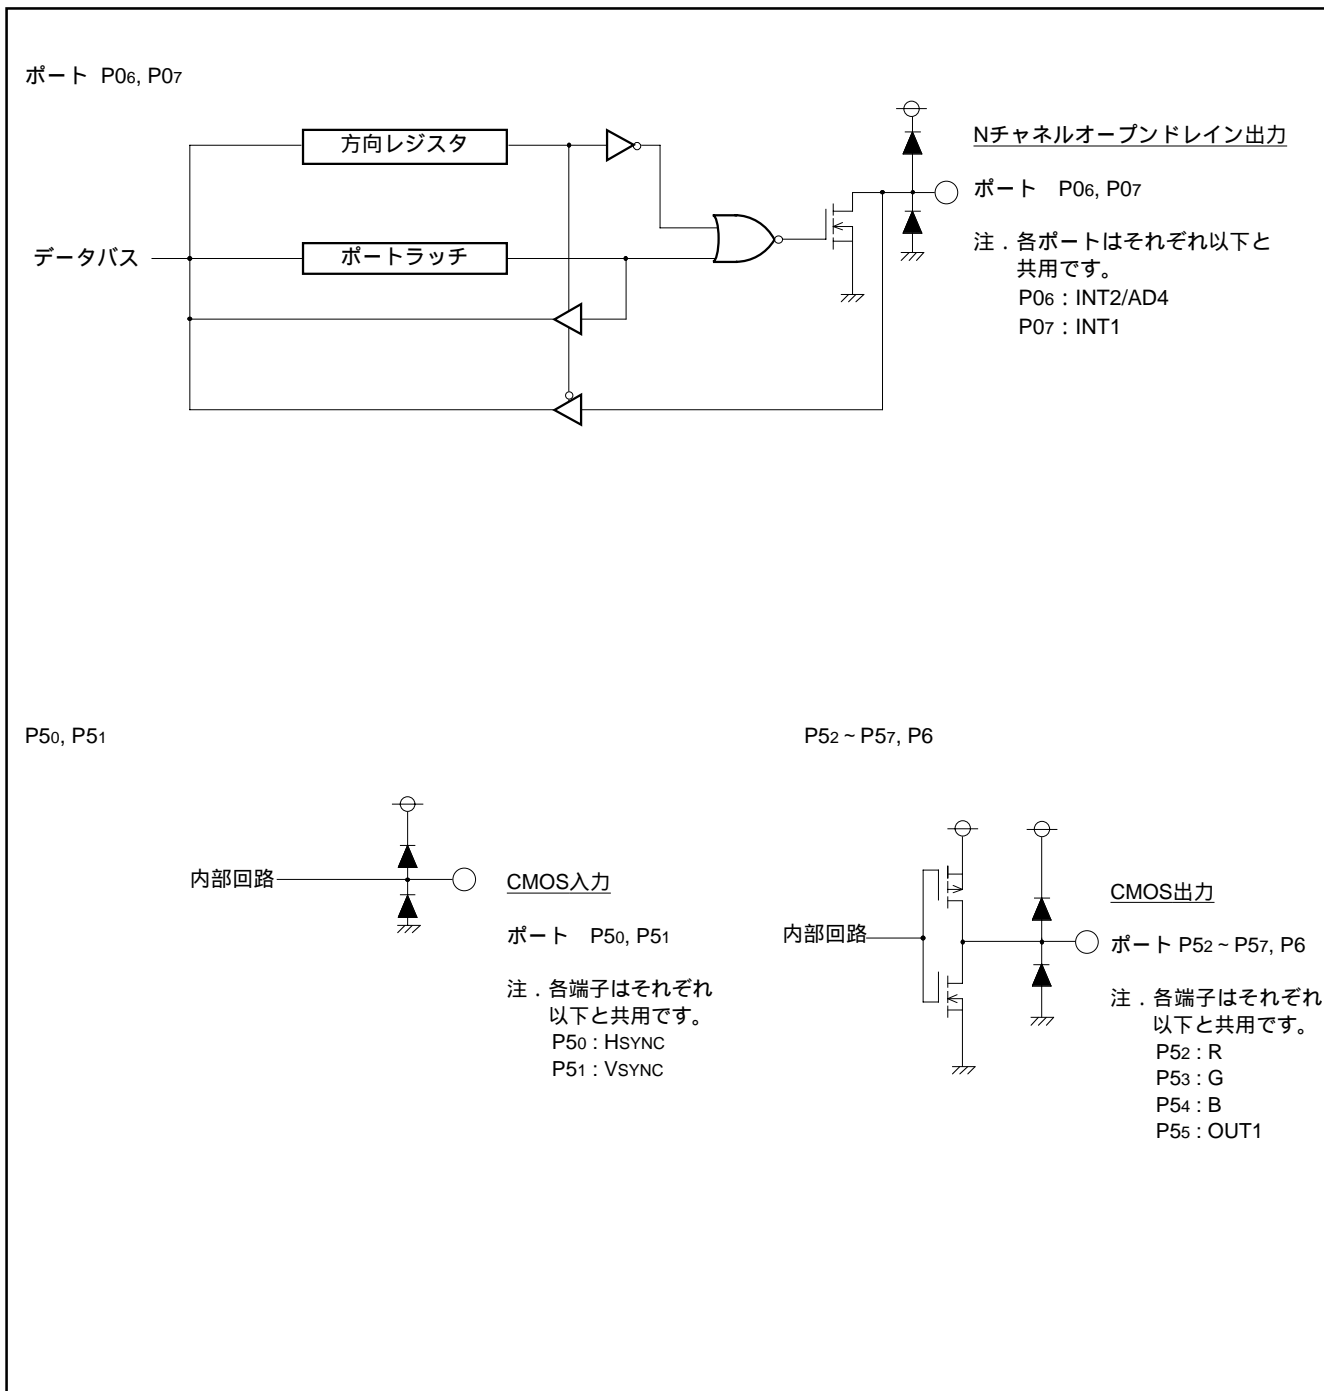 ポート P06, P07
方向レジスタ
データバス
ポートラッチ
Nチャネルオープンドレイン出力
ポート P06, P07
注．各ポートはそれぞれ以下と
共用です。
P06 : INT2/AD4
P07 : INT1
P50, P51
内部回路
CMOS入力
ポート P50, P51
注．各端子はそれぞれ
以下と共用です。
P50 : HSYNC
P51 : VSYNC
P52 ~ P57, P6
内部回路
CMOS出力
ポート P52 ~ P57, P6
注．各端子はそれぞれ
以下と共用です。
P52 : R
P53 : G
P54 : B
P55 : OUT1